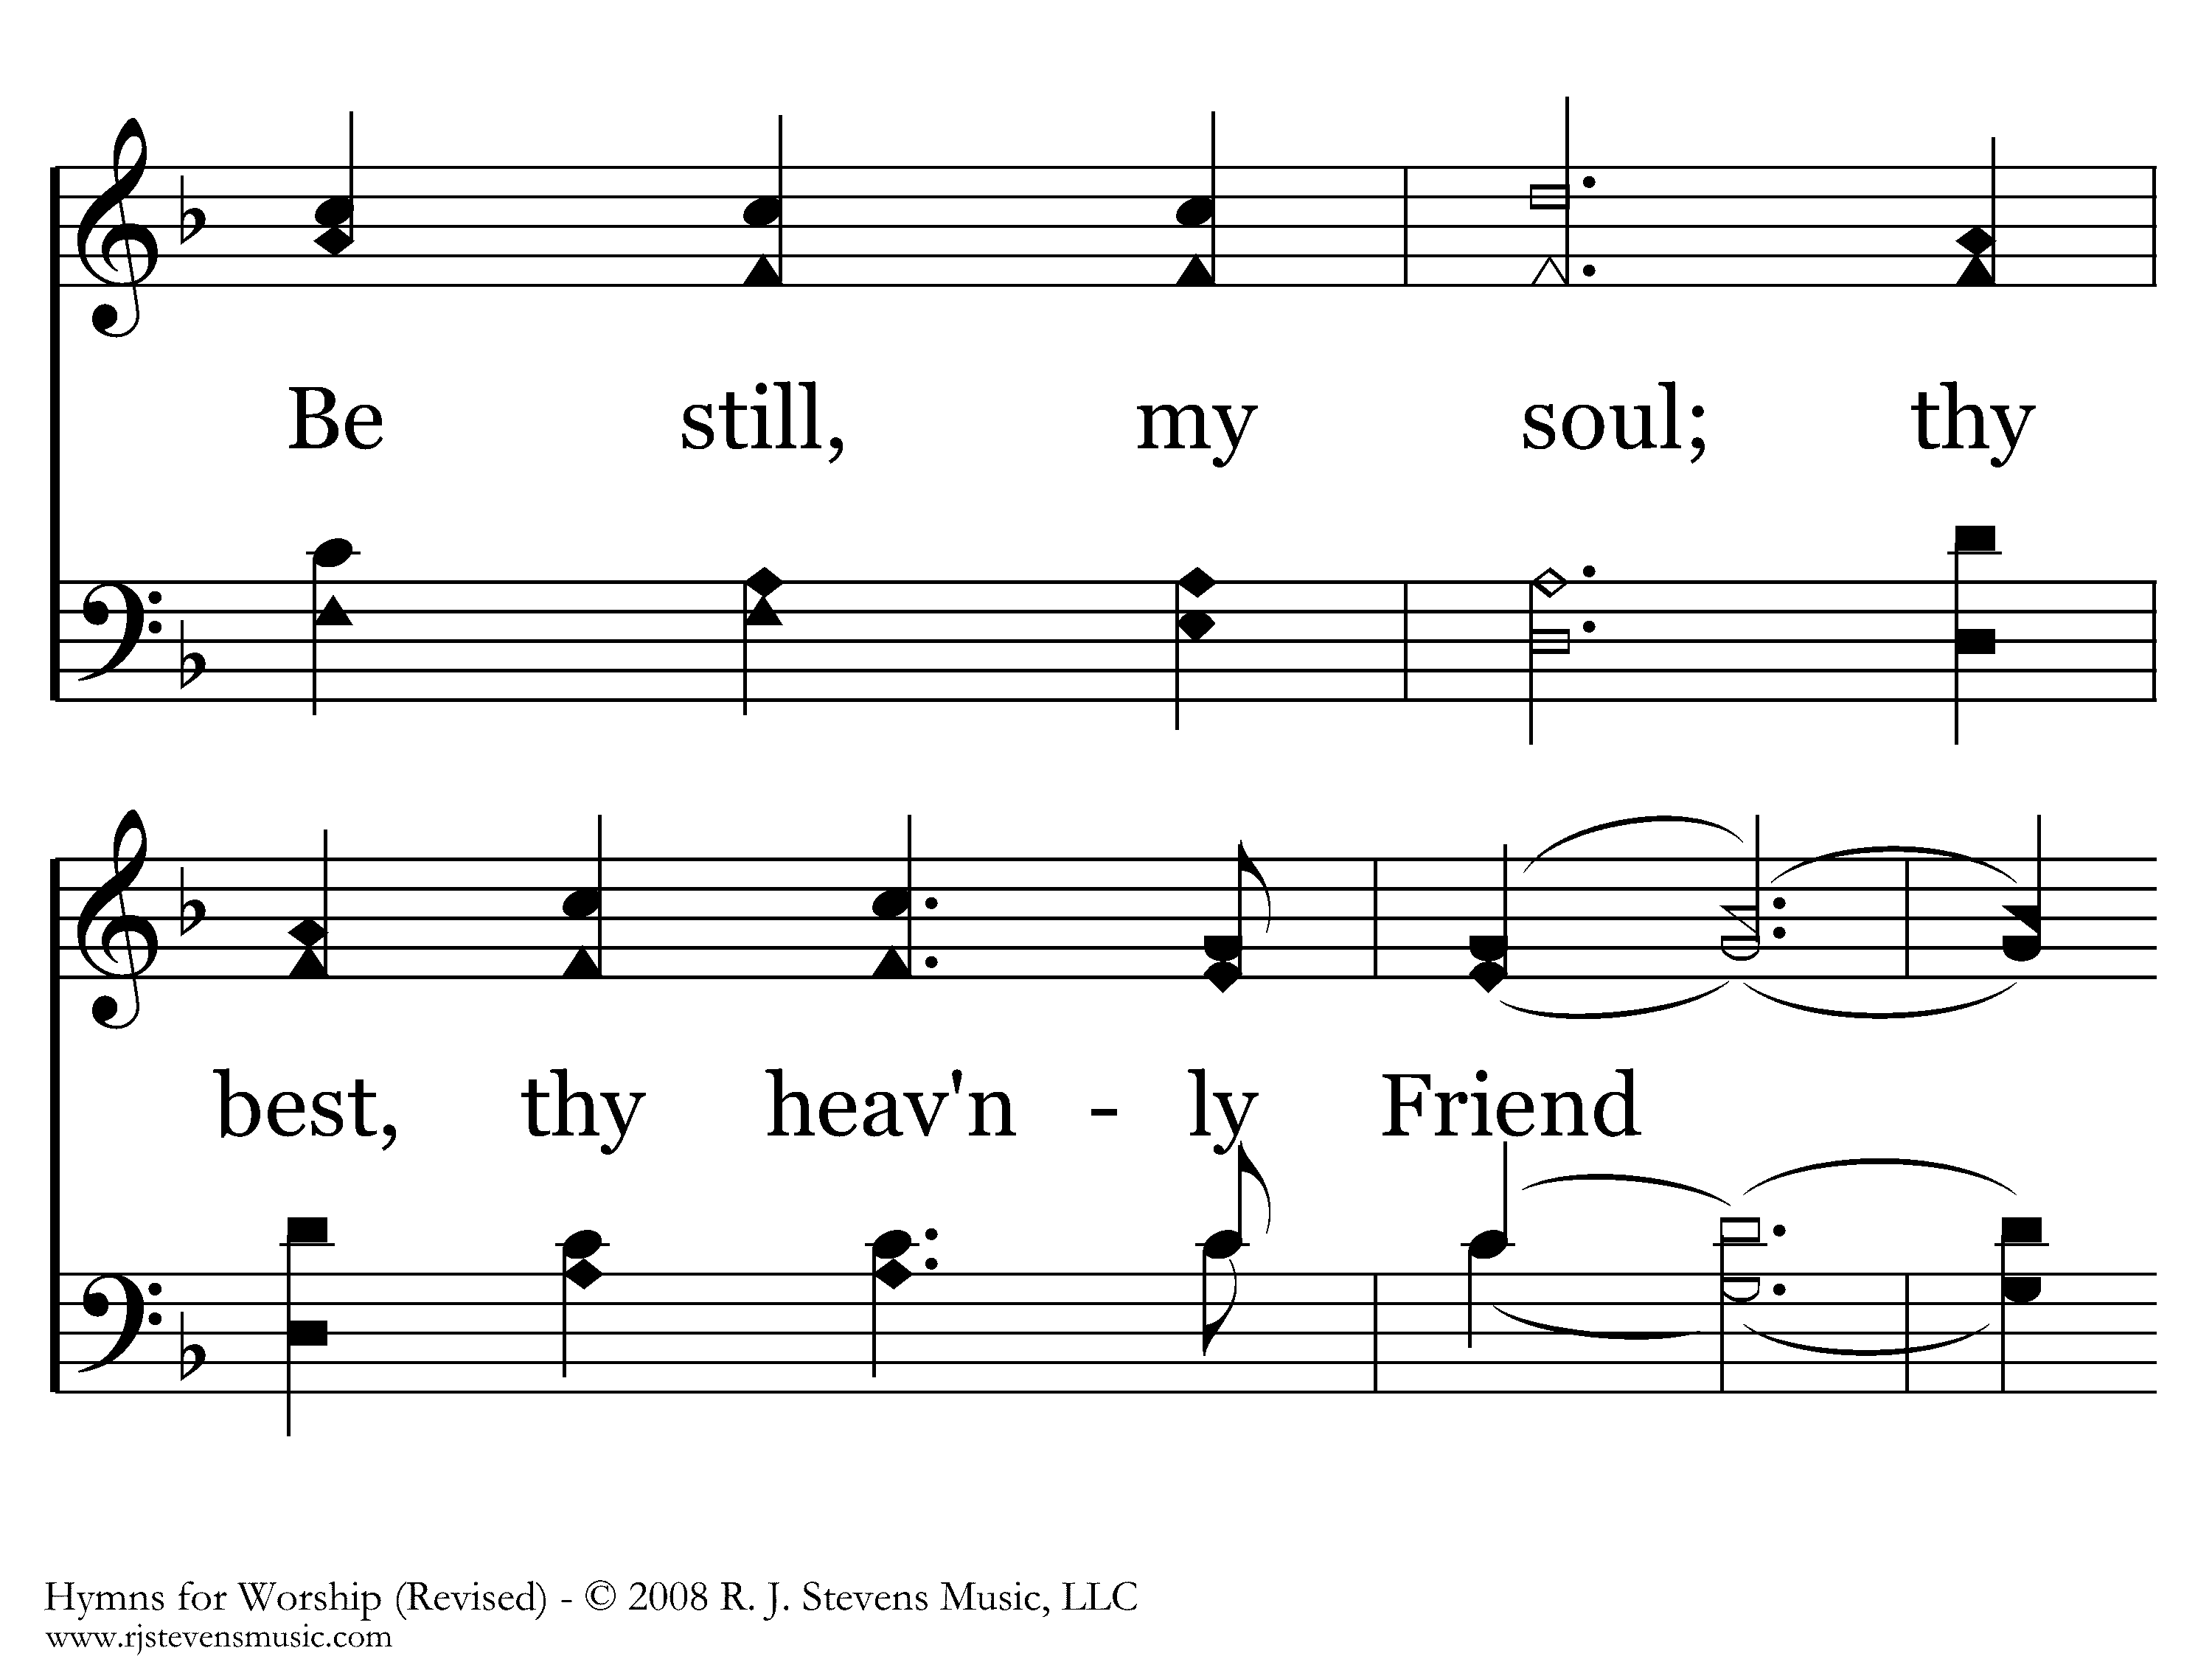 Be still, my soul; thy
best, thy heav'n - ly Friend
Hymns for Worship (Revised) - © 2008 R. J. Stevens Music, LLC
www.rjstevensmusic.com